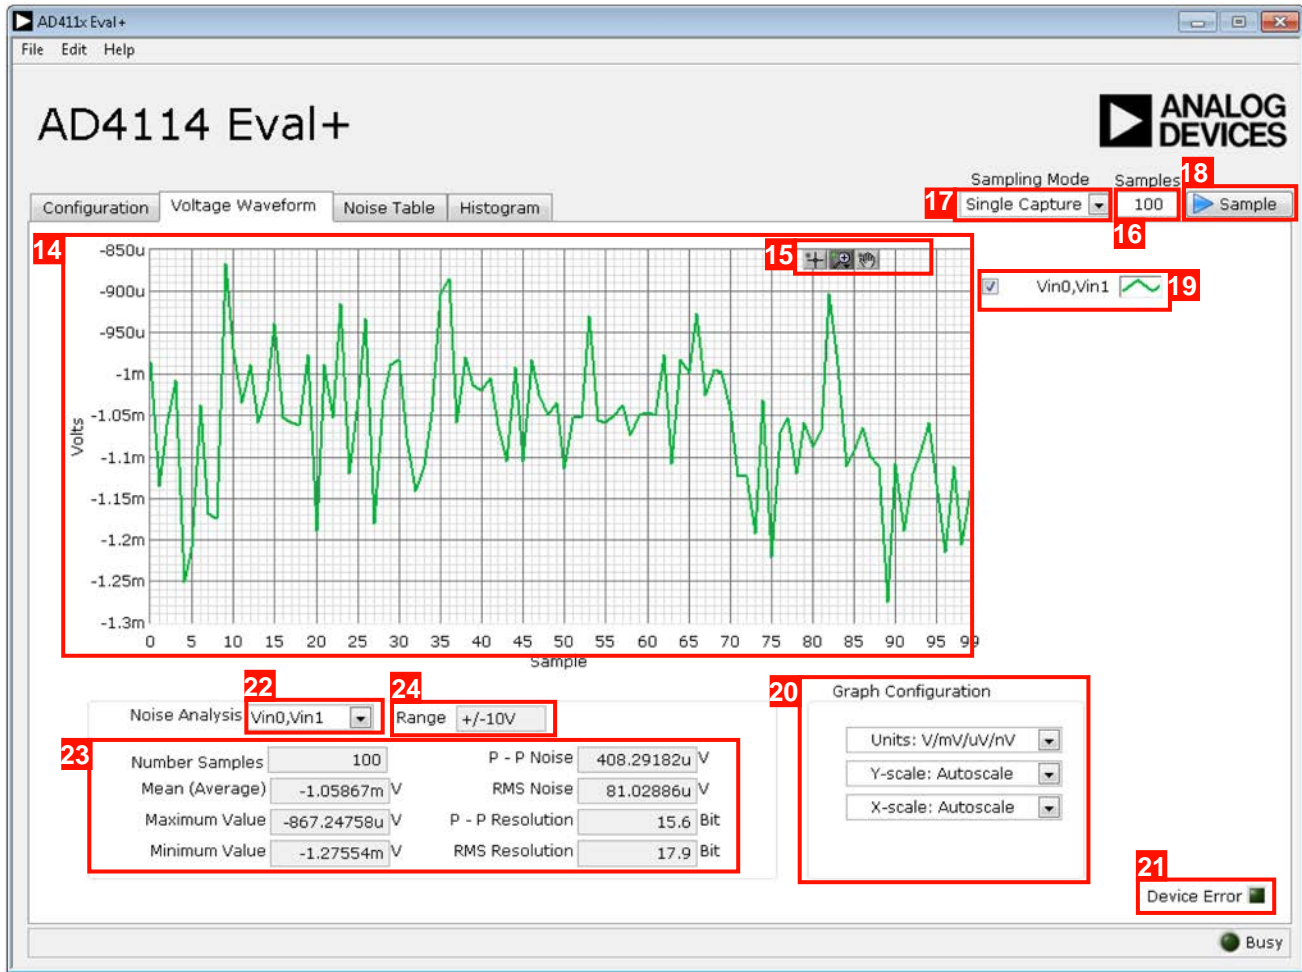 AD411x Eval+
File Edit Help
AD4114 Eval+
ANALOG
DEVICES
Sampling Mode Samples 18
Configuration Voltage Waveform Noise Table Histogram 17 Single Capture 100 Sample
16
14 15
19
Vin0,Vin1
-850u
-900u
-950u
-1m
-1.05m
-1.1m
-1.15m
-1.2m
-1.25m
-1.3m
Volts
0 5 10 15 20 25 30 35 40 45 50 55 60 65 70 75 80 85 90 95 99
Sample
22 24 20
Noise Analysis Vin0,Vin1 Range +/-10V
23
Number Samples 100 P - P Noise 408.29182u V
Mean (Average) -1.05867m V RMS Noise 81.02886u V
Maximum Value -867.24758u V P - P Resolution 15.6 Bit
Minimum Value -1.27554m V RMS Resolution 17.9 Bit
Graph Configuration
Units: V/mV/uV/nV
Y-scale: Autoscale
X-scale: Autoscale
21
Device Error
Busy